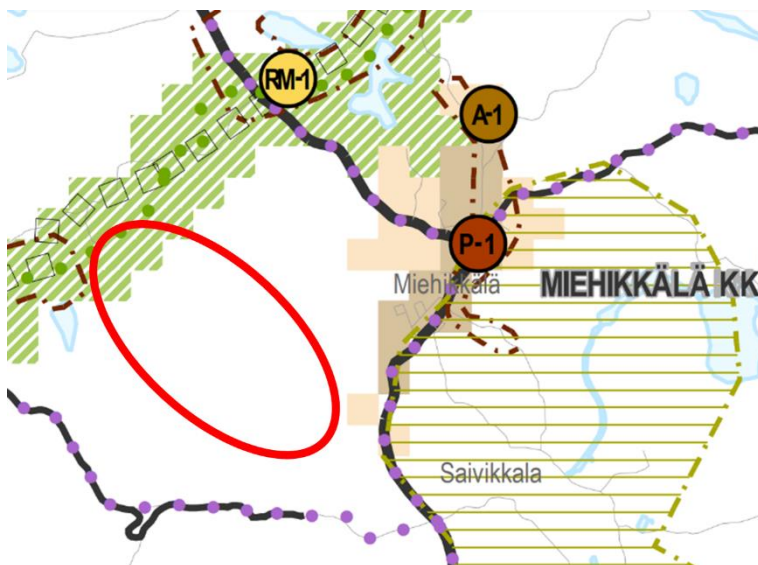 RM-1
A-1
P-1
Miehikkälä
MIEHIKKÄLÄ KK
Saivikkala